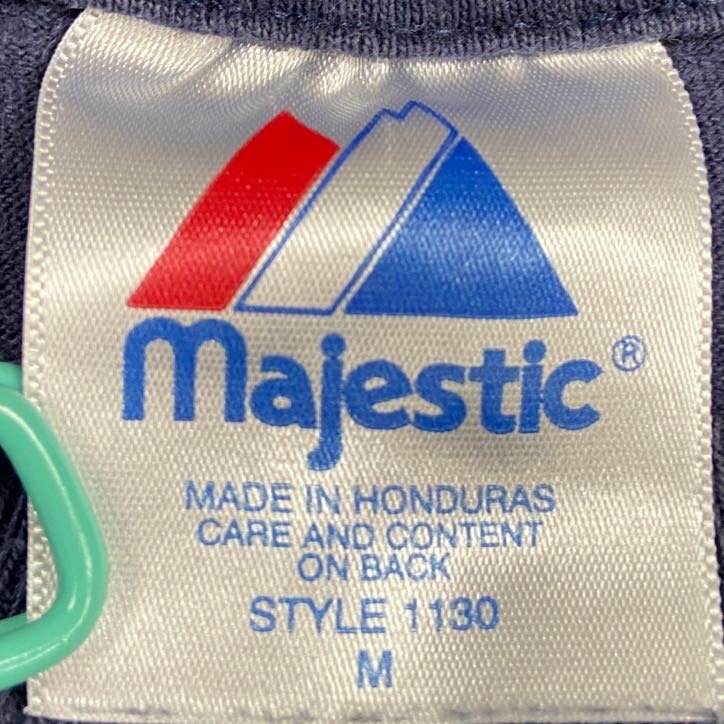 Majestic®
MADE IN HONDURAS
CARE AND CONTENT
ON BACK
STYLE 1130
M